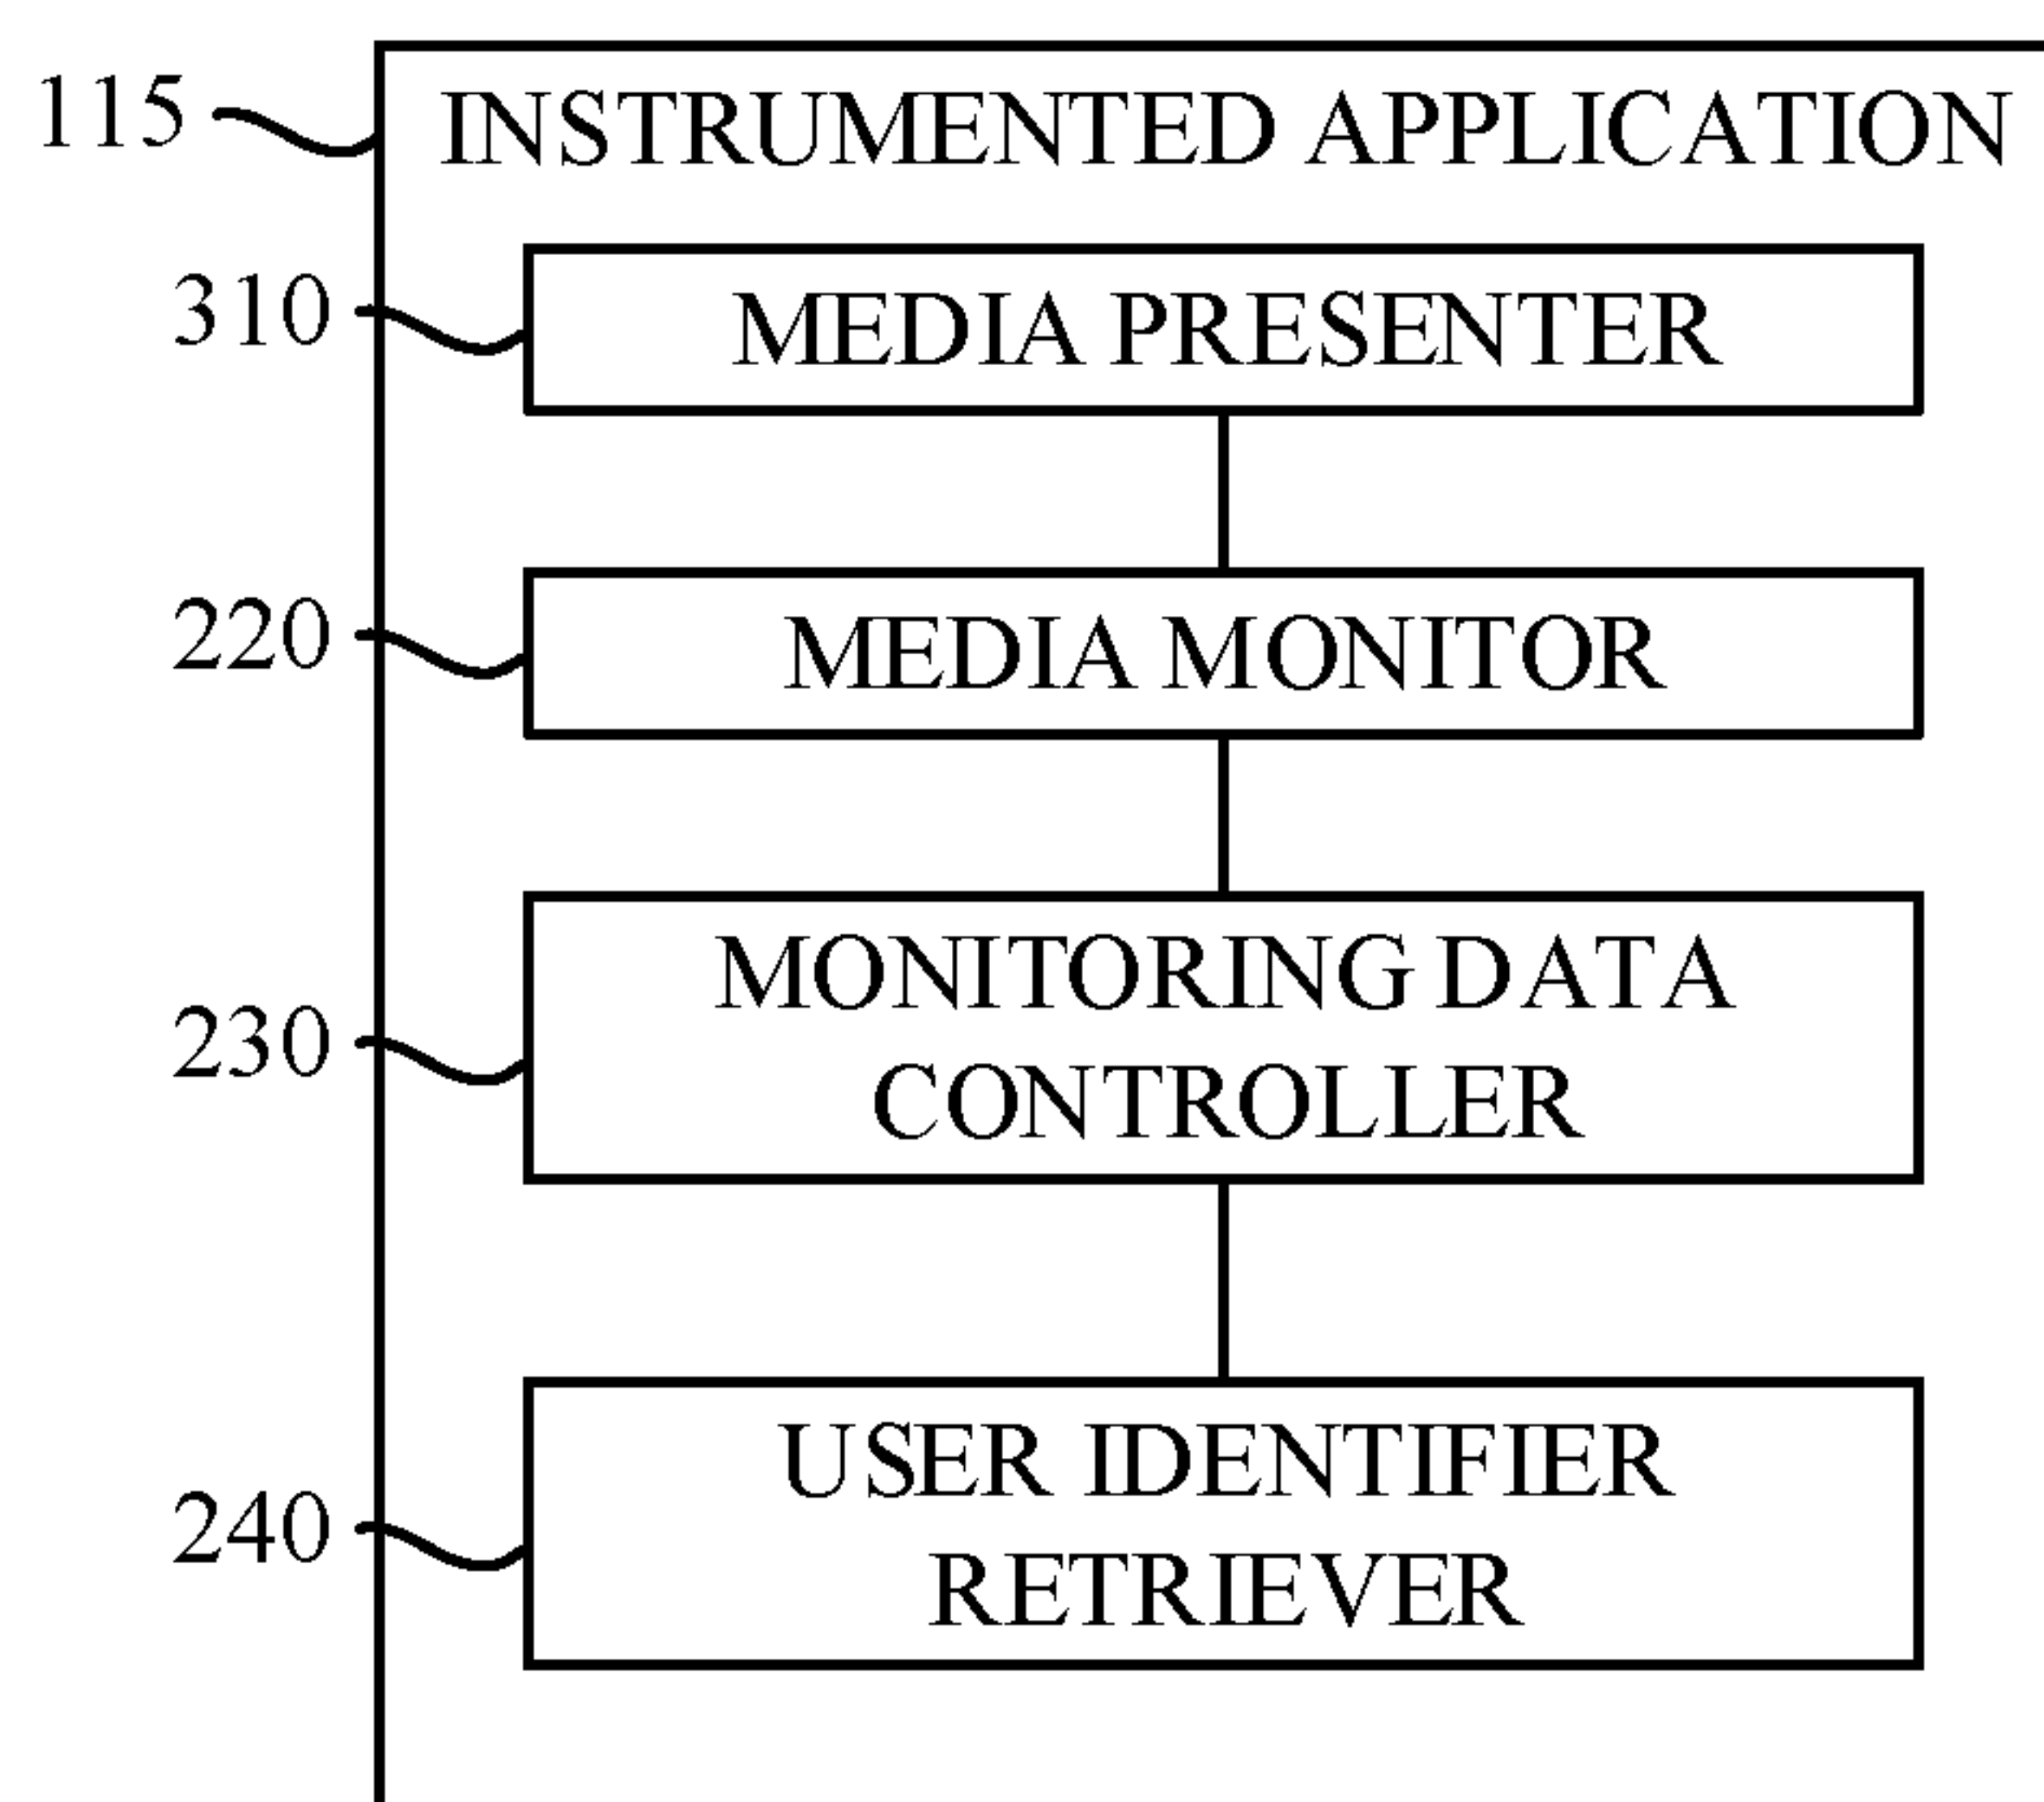 115 INSTRUMENTED APPLICATION
310 MEDIA PRESENTER
220 MEDIA MONITOR
MONITORING DATA
230
CONTROLLER
USER IDENTIFIER
240
RETRIEVER